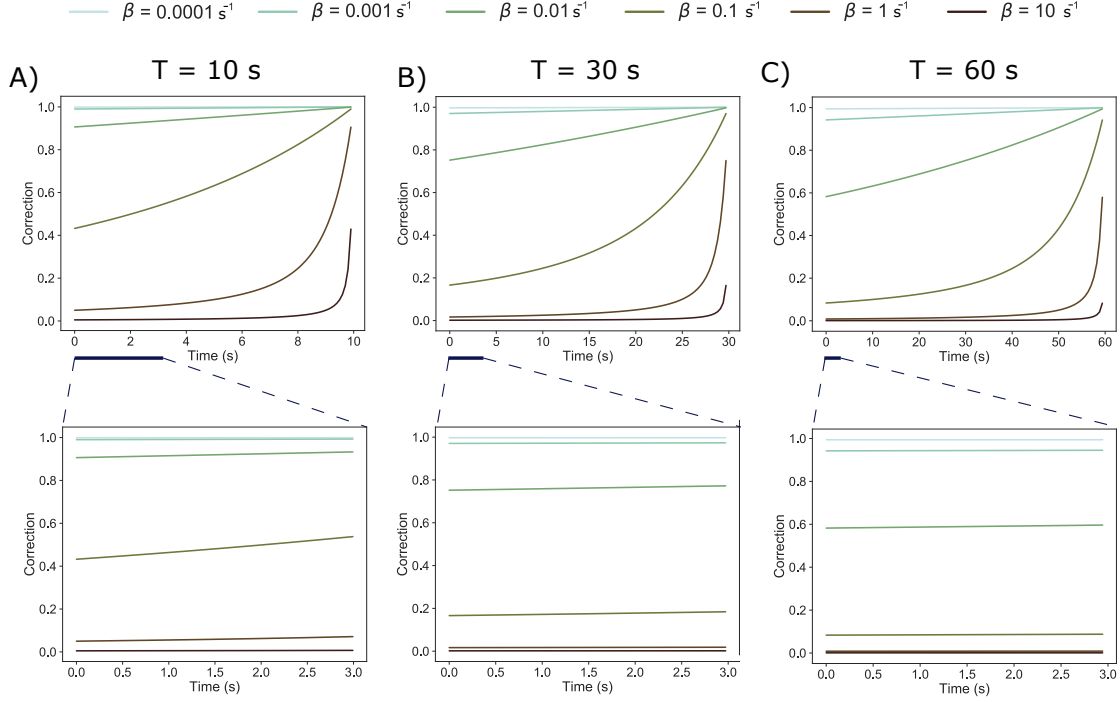 β = 0.0001 s⁻¹ β = 0.001 s⁻¹ β = 0.01 s⁻¹ β = 0.1 s⁻¹ β = 1 s⁻¹ β = 10 s⁻¹
A) T = 10 s
B) T = 30 s
C) T = 60 s
Correction
1.0
0.8
0.6
0.4
0.2
0.0
0 2 4 6 8 10
Time (s)
Correction
1.0
0.8
0.6
0.4
0.2
0.0
0 5 10 15 20 25 30
Time (s)
Correction
1.0
0.8
0.6
0.4
0.2
0.0
0 10 20 30 40 50 60
Time (s)
Correction
1.0
0.8
0.6
0.4
0.2
0.0
0.0 0.5 1.0 1.5 2.0 2.5 3.0
Time (s)
Correction
1.0
0.8
0.6
0.4
0.2
0.0
0.0 0.5 1.0 1.5 2.0 2.5 3.0
Time (s)
Correction
1.0
0.8
0.6
0.4
0.2
0.0
0.0 0.5 1.0 1.5 2.0 2.5 3.0
Time (s)